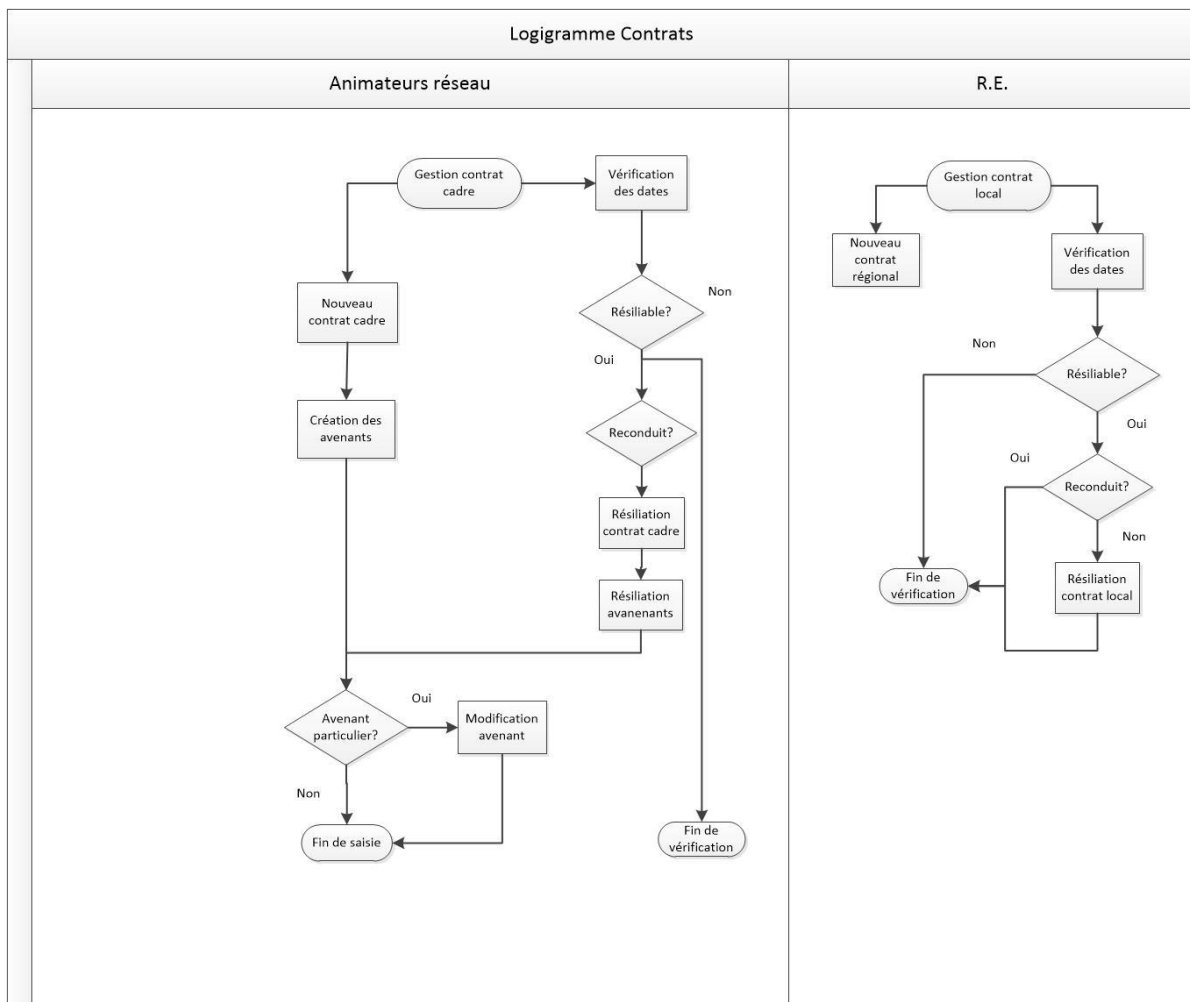 Logigramme Contrats
Animateurs réseau
R.E.
Gestion contrat
cadre
Vérification
des dates
Nouveau
contrat cadre
Résiliable?
Non
Oui
Création des
avenants
Reconduit?
Résiliation
contrat cadre
Résiliation
avanenants
Avenant
particulier?
Oui
Modification
avenant
Non
Fin de saisie
Fin de
vérification
Gestion contrat
local
Nouveau
contrat
régional
Vérification
des dates
Non
Résiliable?
Oui
Oui
Reconduit?
Non
Fin de
vérification
Résiliation
contrat local